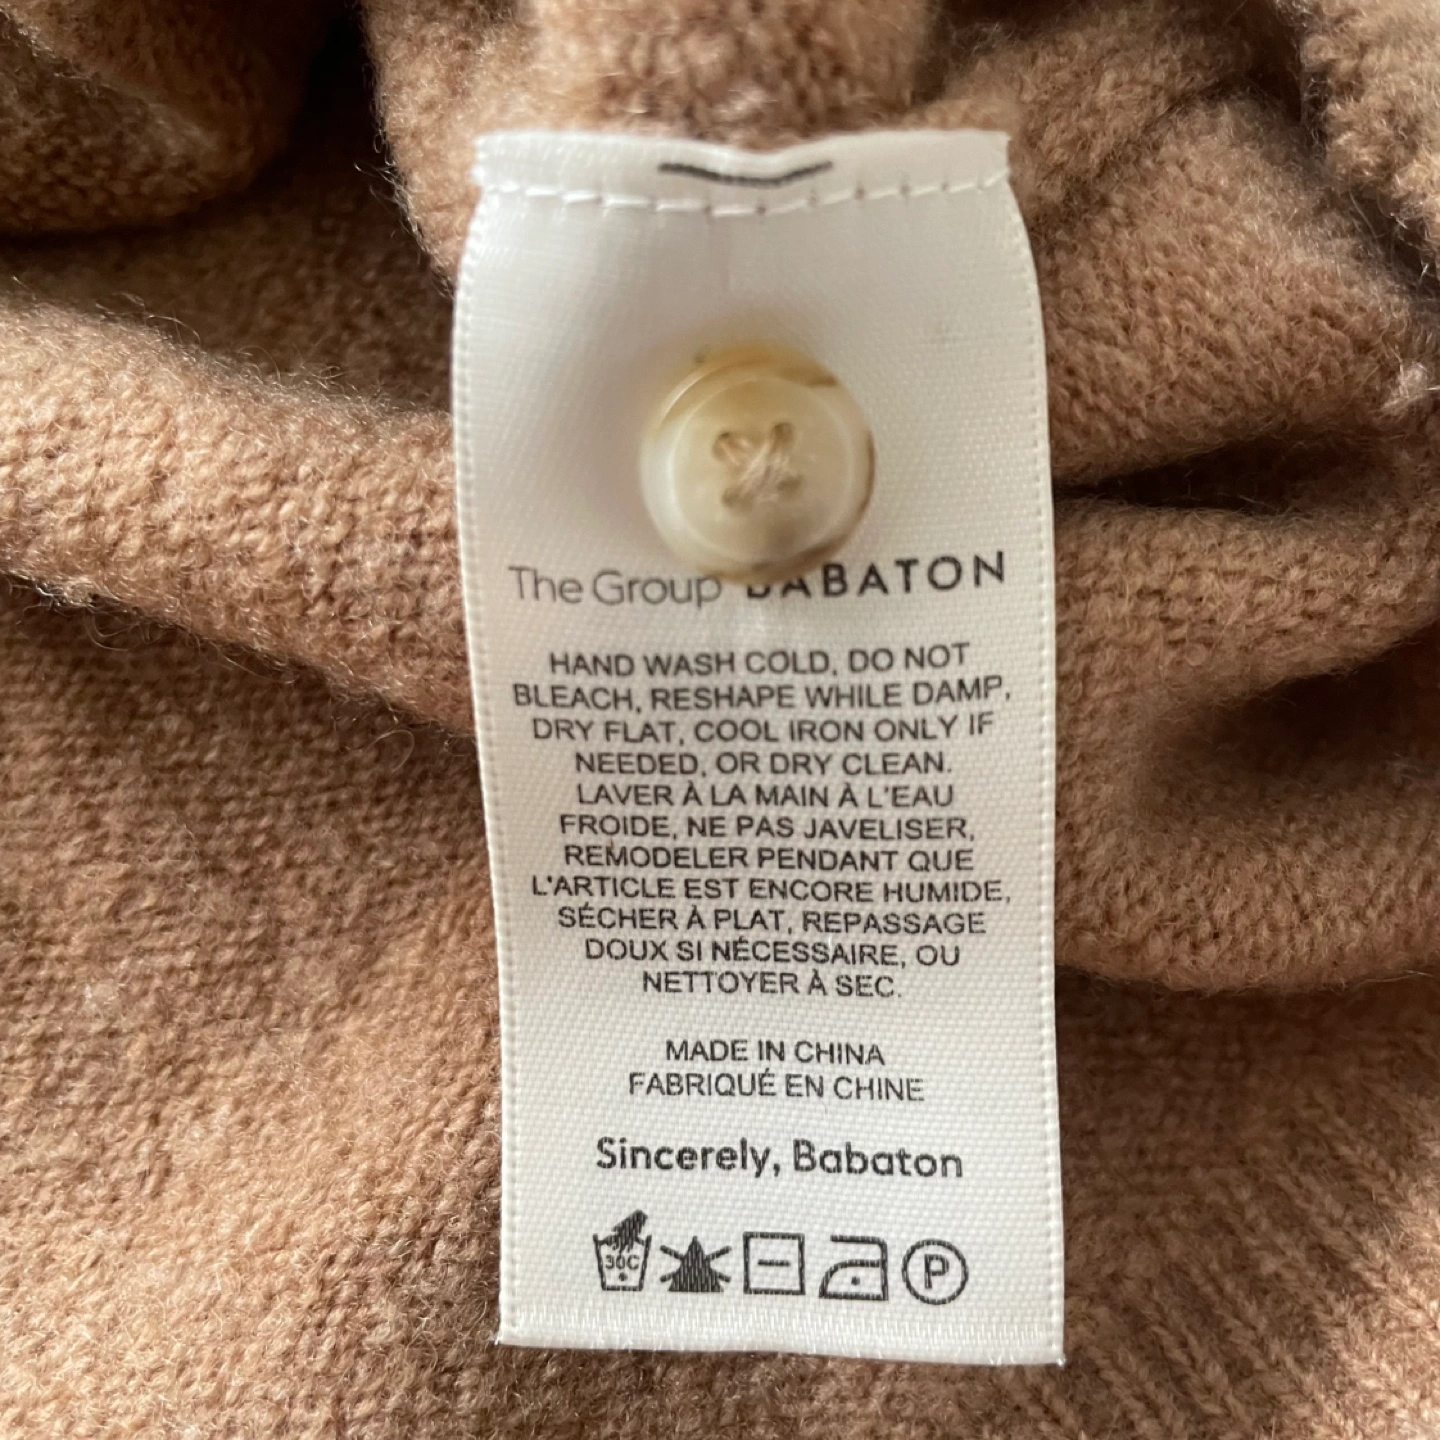 The Group BABATON
HAND WASH COLD, DO NOT
BLEACH, RESHAPE WHILE DAMP,
DRY FLAT, COOL IRON ONLY IF
NEEDED, OR DRY CLEAN.
LAVER À LA MAIN À L'EAU
FROIDE, NE PAS JAVELISER,
REMODELER PENDANT QUE
L'ARTICLE EST ENCORE HUMIDE,
SÉCHER À PLAT, REPASSAGE
DOUX SI NÉCESSAIRE, OU
NETTOYER À SEC.
MADE IN CHINA
FABRIQUÉ EN CHINE
Sincerely, Babaton
30C P